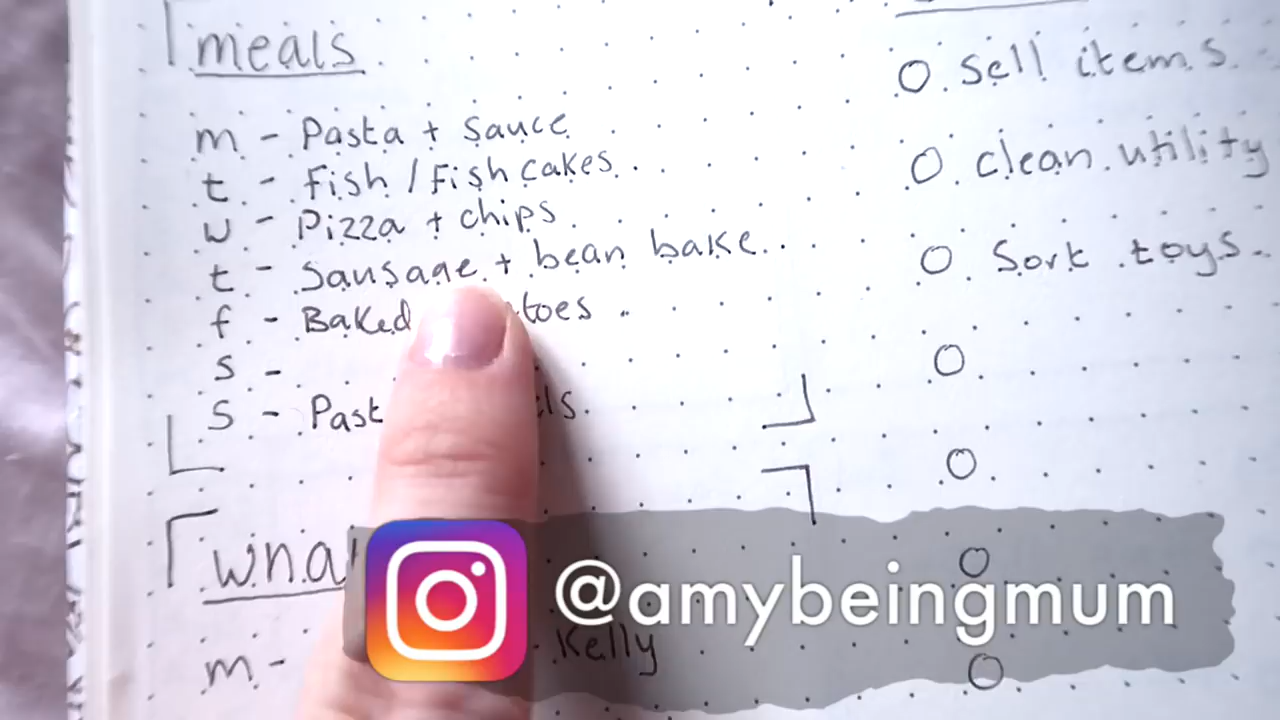 meals
m - Pasta + sauce
t - fish / fish cakes
w - Pizza + chips
t - Sausage + bean bake
f - Baked
s -
S - Past
m - Kelly
O sell items
O clean utility
O Sort toys
O
O
O
O
@amybeingmum